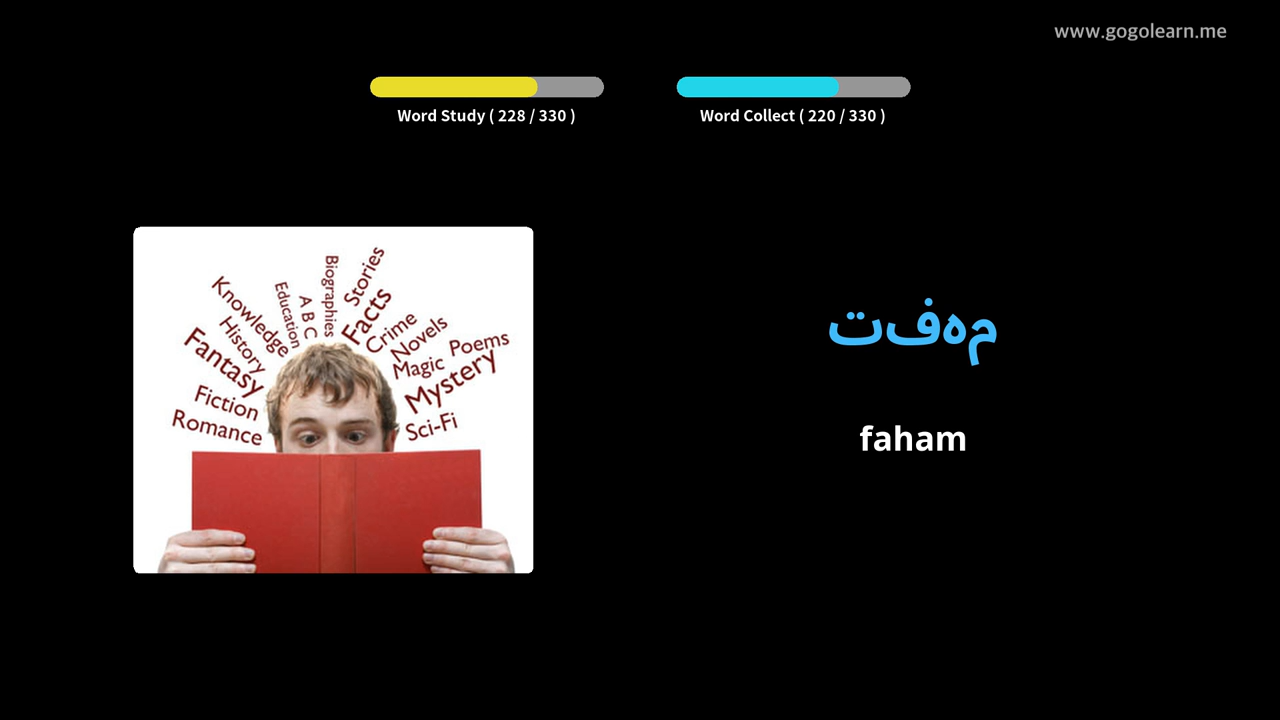 www.gogolearn.me
Word Study ( 228 / 330 )
Word Collect ( 220 / 330 )
Knowledge
History
Fantasy
Fiction
Romance
Education
A B C
Biographies
Stories
Facts
Crime
Novels
Magic
Poems
Mystery
Sci-Fi
مهفت
faham